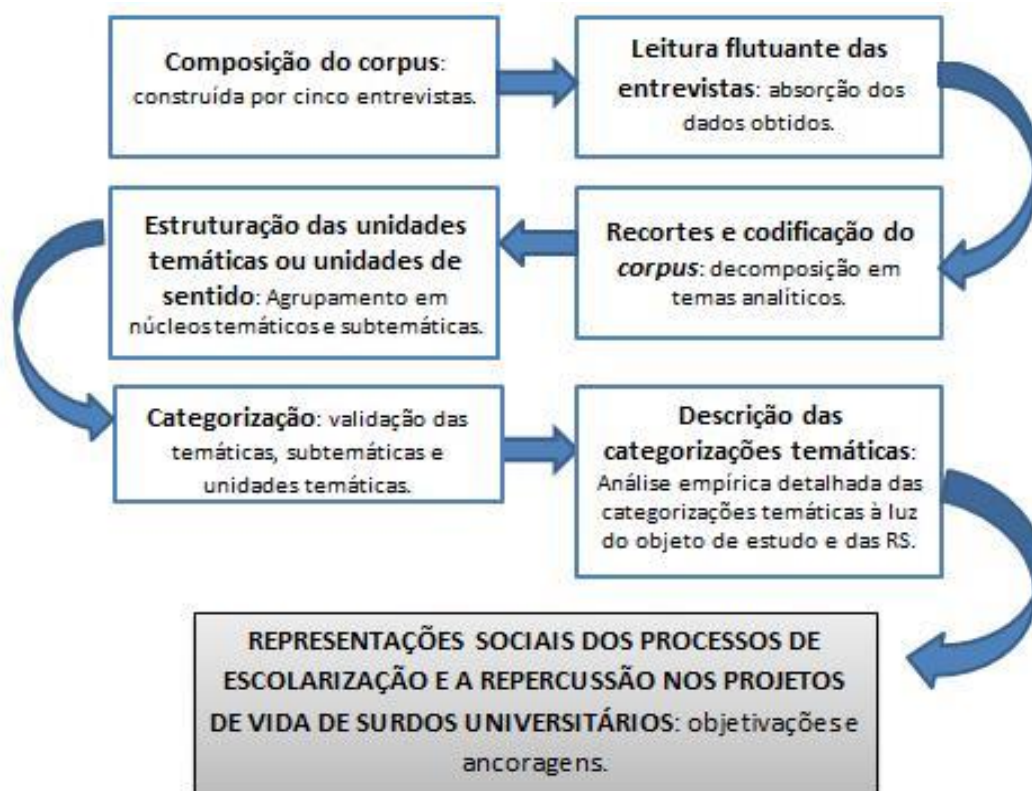 Composição do corpus:
construída por cinco entrevistas.
Leitura flutuante das
entrevistas: absorção dos
dados obtidos.
Recortes e codificação do
corpus: decomposição em
temas analíticos.
Estruturação das unidades
temáticas ou unidades de
sentido: Agrupamento em
núcleos temáticos e subtemáticas.
Categorização: validação das
temáticas, subtemáticas e
unidades temáticas.
Descrição das
categorizações temáticas:
Análise empírica detalhada das
categorizações temáticas à luz
do objeto de estudo e das RS.
REPRESENTAÇÕES SOCIAIS DOS PROCESSOS DE
ESCOLARIZAÇÃO E A REPERCUSSÃO NOS PROJETOS
DE VIDA DE SURDOS UNIVERSITÁRIOS: objetivações e
ancoragens.